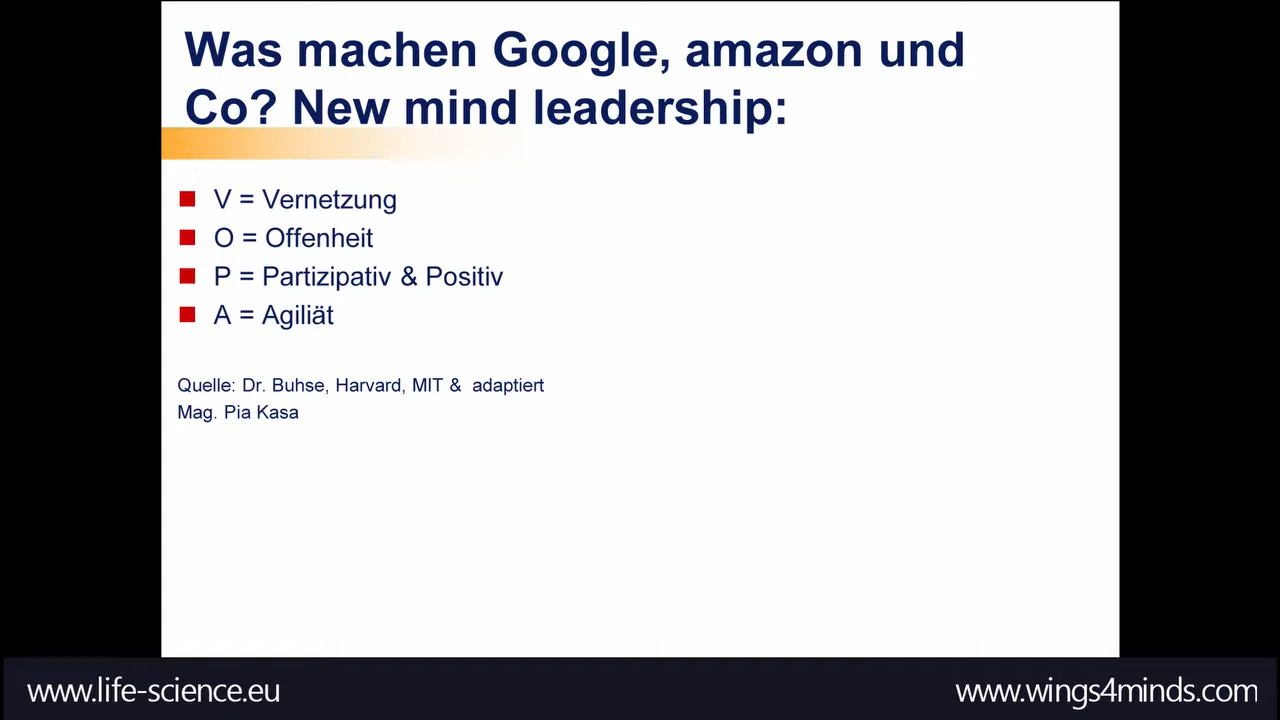 Was machen Google, amazon und
Co? New mind leadership:
V = Vernetzung
O = Offenheit
P = Partizipativ & Positiv
A = Agiliät
Quelle: Dr. Buhse, Harvard, MIT & adaptiert
Mag. Pia Kasa
www.life-science.eu
www.wings4minds.com